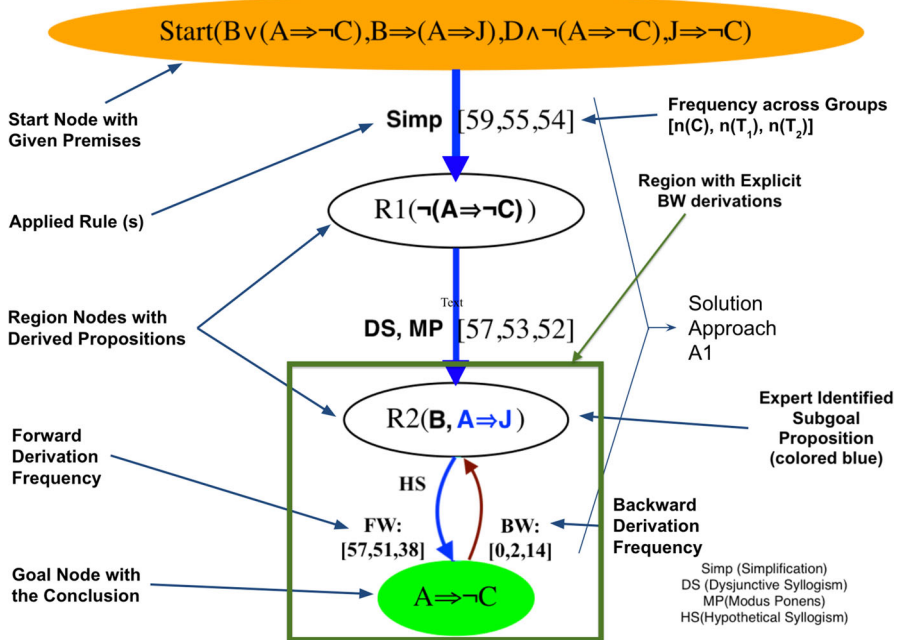 Start(B∨(A⇒¬C),B⇒(A⇒J),D∧¬(A⇒¬C),J⇒¬C)
Start Node with
Given Premises
Simp [59,55,54]
Frequency across Groups
[n(C), n(T₁), n(T₂)]
Region with Explicit
BW derivations
Applied Rule (s)
R1(¬(A⇒¬C) )
Text
Region Nodes with
Derived Propositions
DS, MP [57,53,52]
Solution
Approach
A1
R2(B, A⇒J )
Expert Identified
Subgoal
Proposition
(colored blue)
Forward
Derivation
Frequency
HS
FW:
[57,51,38]
BW:
[0,2,14]
Backward
Derivation
Frequency
Goal Node with
the Conclusion
A⇒¬C
Simp (Simplification)
DS (Dysjunctive Syllogism)
MP(Modus Ponens)
HS(Hypothetical Syllogism)